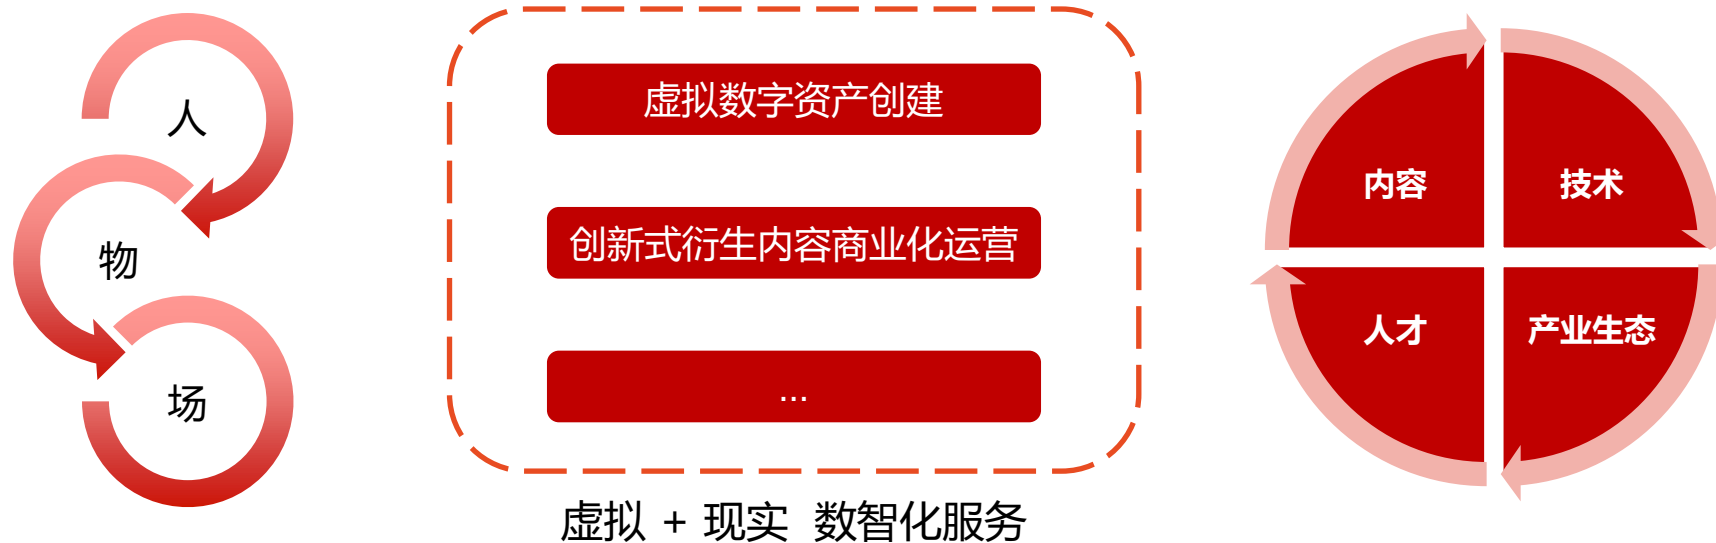 人
物
场
虚拟数字资产创建
创新式衍生内容商业化运营
...
虚拟 + 现实 数智化服务
内容
技术
人才
产业生态